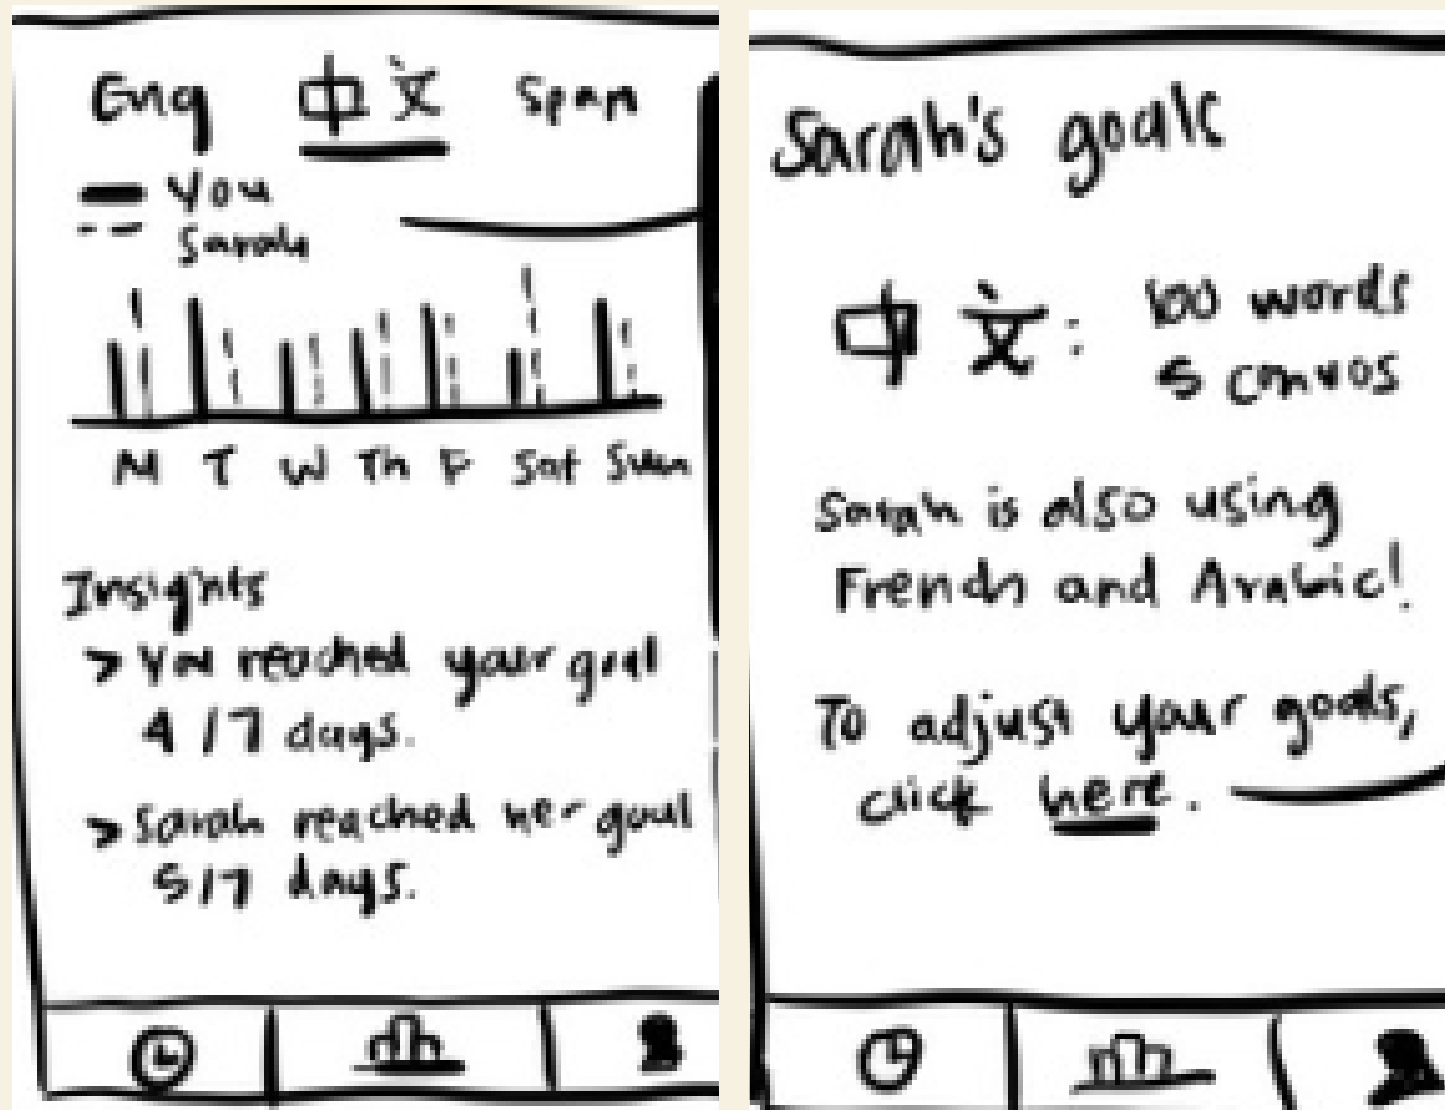 Eng 中文 Span
You
Sarah
M T W Th F Sat Sun
Insights
> You reached your goal
4/7 days.
> Sarah reached her goal
5/7 days.
Sarah's goals
中文: 100 words
5 convos
Sarah is also using
French and Arabic!
To adjust your goals,
click here.